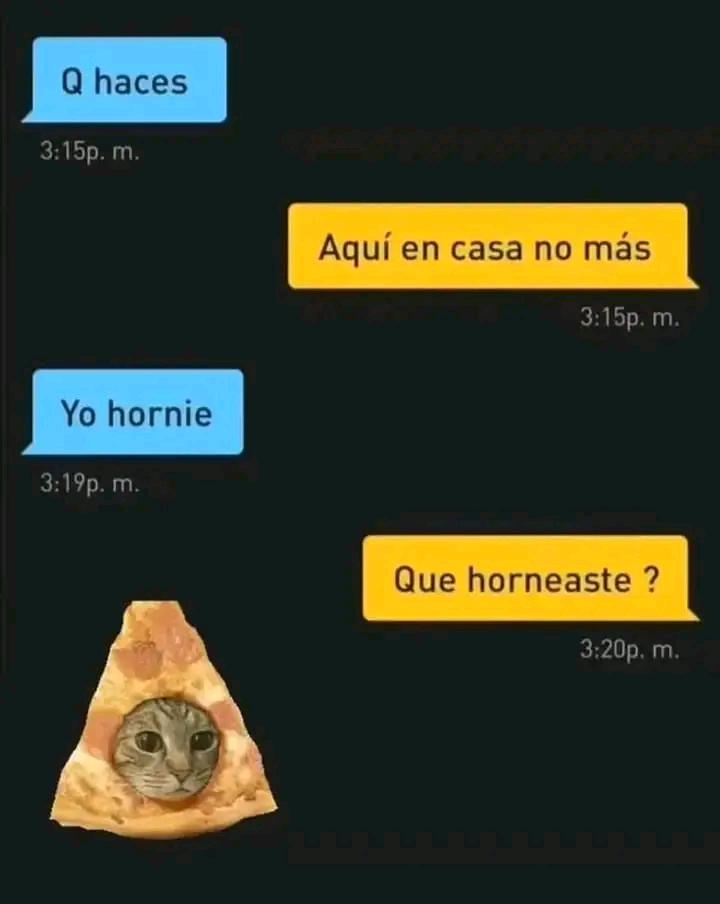 Q haces
3:15p. m.
Aquí en casa no más
3:15p. m.
Yo hornie
3:19p. m.
Que horneaste ?
3:20p. m.